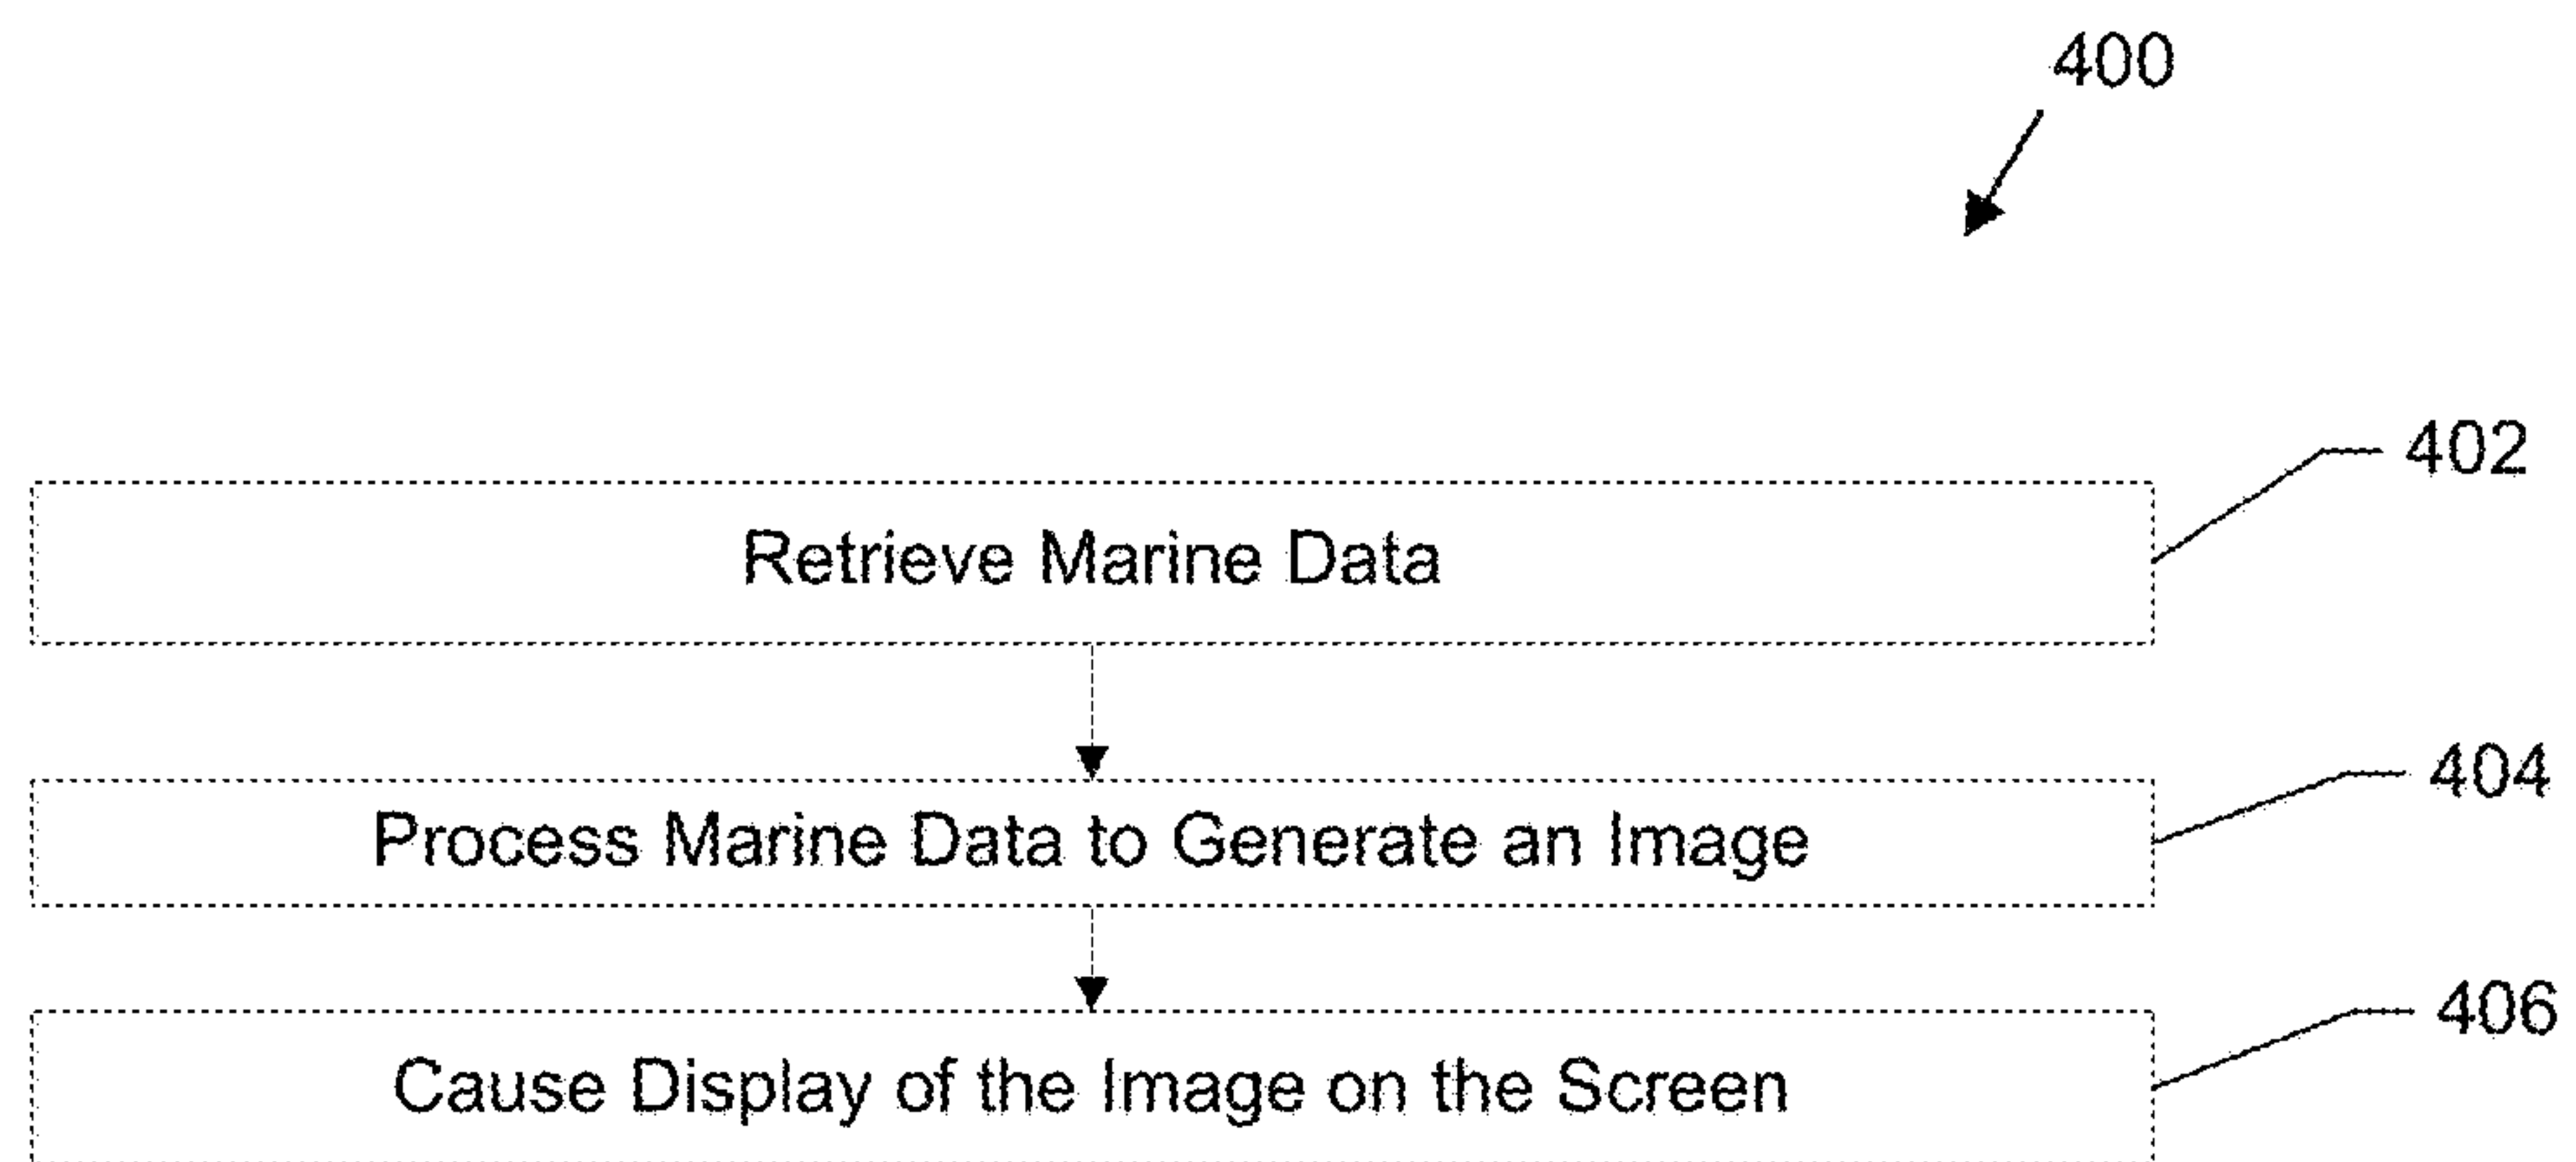 400
402
Retrieve Marine Data
404
Process Marine Data to Generate an Image
406
Cause Display of the Image on the Screen